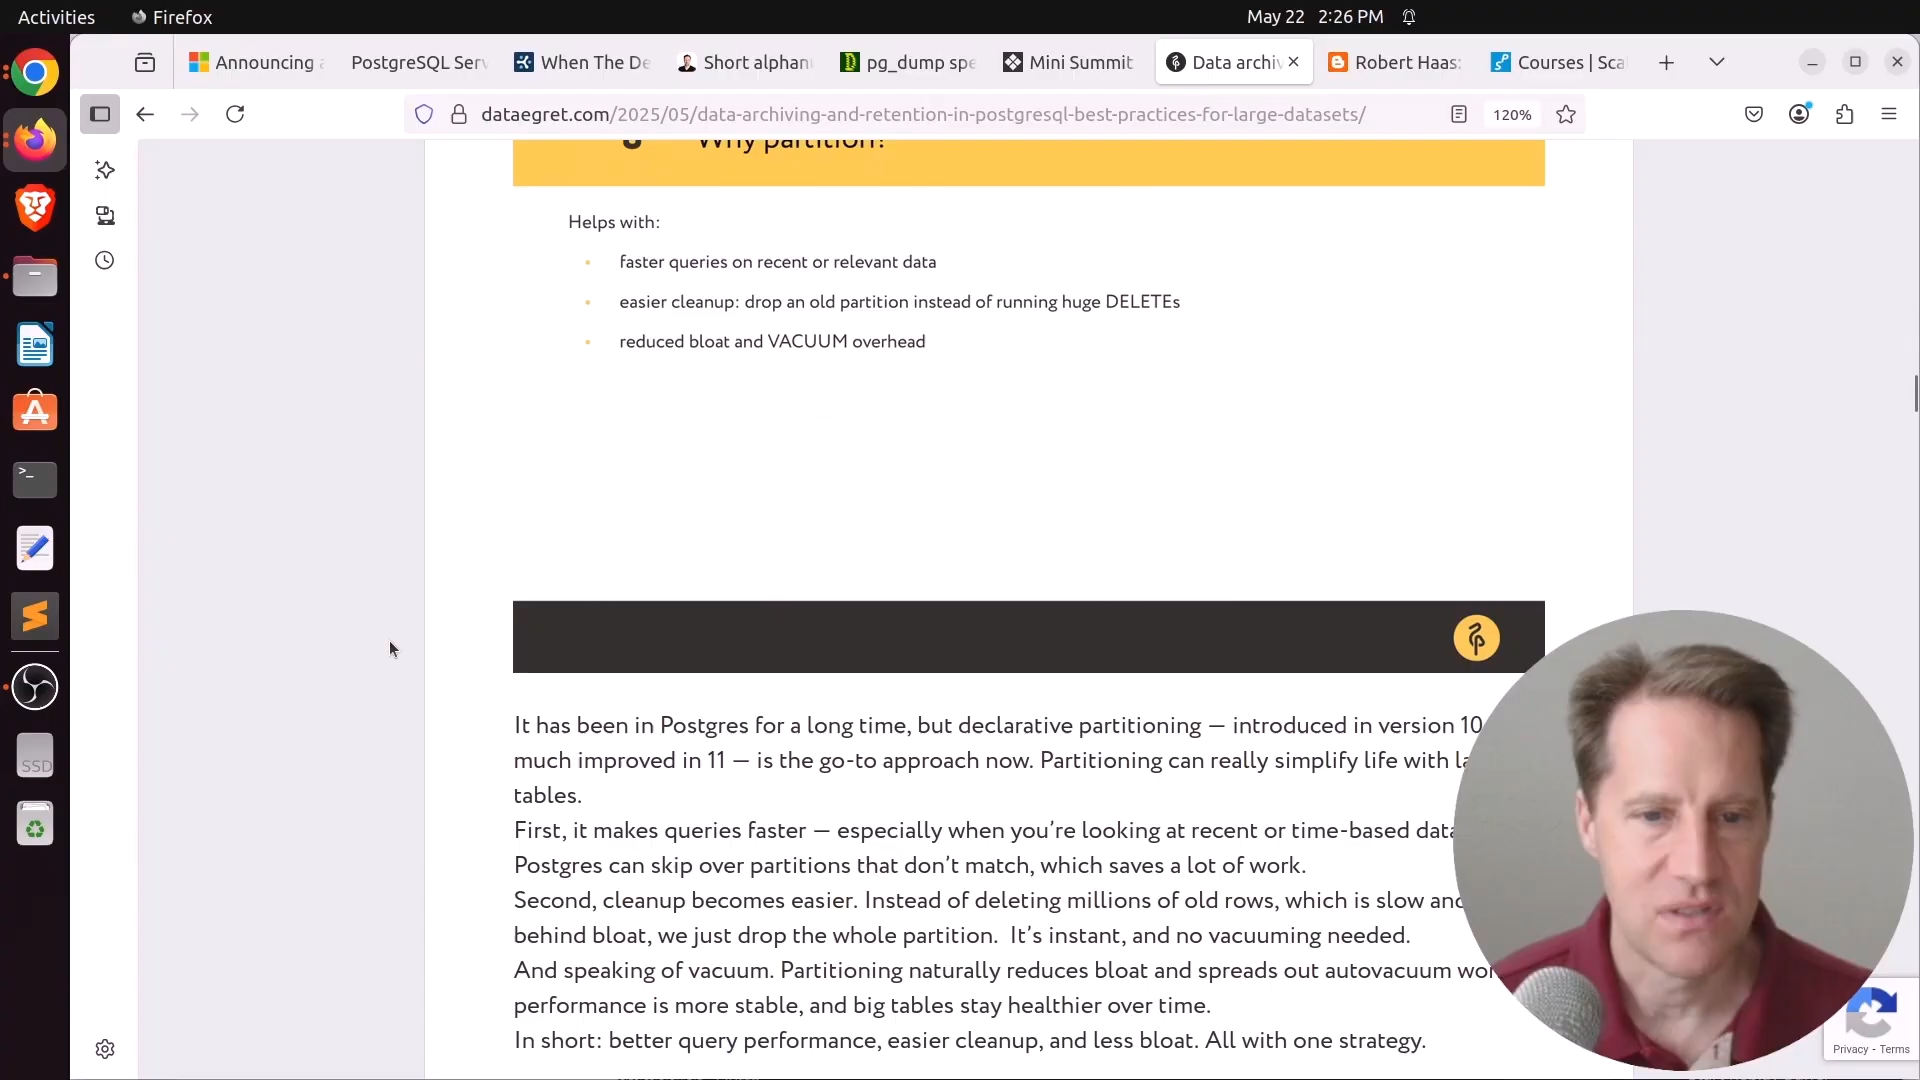 Activities
Firefox
May 22 2:26 PM
Announcing a
PostgreSQL Serv
When The De
Short alphan
pg_dump spe
Mini Summit
Data archiv
Robert Haas:
Courses | Sca
dataegret.com/2025/05/data-archiving-and-retention-in-postgresql-best-practices-for-large-datasets/
120%
Why partition?
Helps with:
faster queries on recent or relevant data
easier cleanup: drop an old partition instead of running huge DELETEs
reduced bloat and VACUUM overhead
It has been in Postgres for a long time, but declarative partitioning — introduced in version 10
much improved in 11 — is the go-to approach now. Partitioning can really simplify life with la
tables.
First, it makes queries faster — especially when you're looking at recent or time-based data
Postgres can skip over partitions that don't match, which saves a lot of work.
Second, cleanup becomes easier. Instead of deleting millions of old rows, which is slow and
behind bloat, we just drop the whole partition. It's instant, and no vacuuming needed.
And speaking of vacuum. Partitioning naturally reduces bloat and spreads out autovacuum wor
performance is more stable, and big tables stay healthier over time.
In short: better query performance, easier cleanup, and less bloat. All with one strategy.
SSD
Privacy - Terms